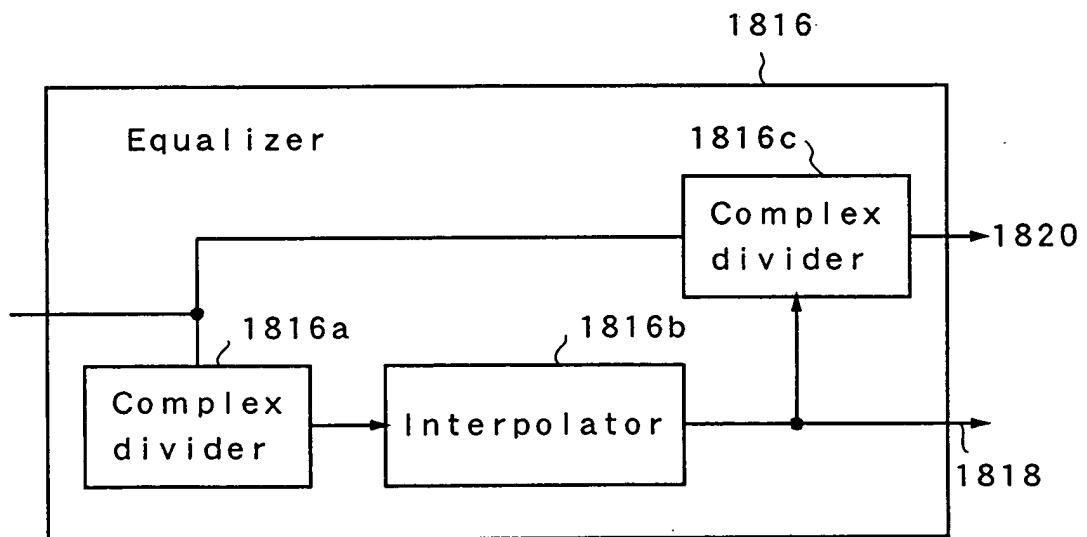 1816
Equalizer
1816c
Complex
divider
1820
1816a
1816b
Complex
divider
Interpolator
1818